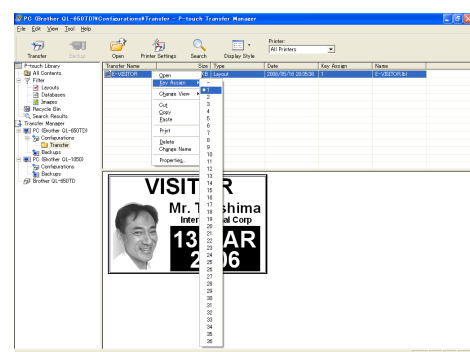 PC (Brother QL-650TD)¥Configurations¥Transfer - P-touch Transfer Manager
File Edit View Tool Help
Transfer
Backup
Open
Printer Settings
Search
Display Style
Printer:
All Printers
P-touch Library
All Contents
Filter
Layouts
Databases
Images
Recycle Bin
Search Results
Transfer Manager
PC (Brother QL-650TD)
Configurations
Transfer
Backups
PC (Brother QL-1050)
Configurations
Backups
Brother QL-650TD
Transfer Name Size Type Date Key Assign Name
E-VISITOR KB Layout 2006/05/16 20:35:38 1 E-VISITOR.lbl
Open
Key Assign
Change View
Cut
Copy
Paste
Print
Delete
Change Name
Properties...
-
1
2
3
4
5
6
7
8
9
10
11
12
13
14
15
16
17
18
19
20
21
22
23
24
25
26
27
28
29
30
31
32
33
34
35
36
VISIT R
Mr. T shima
Inter al Corp
13 AR
2 06